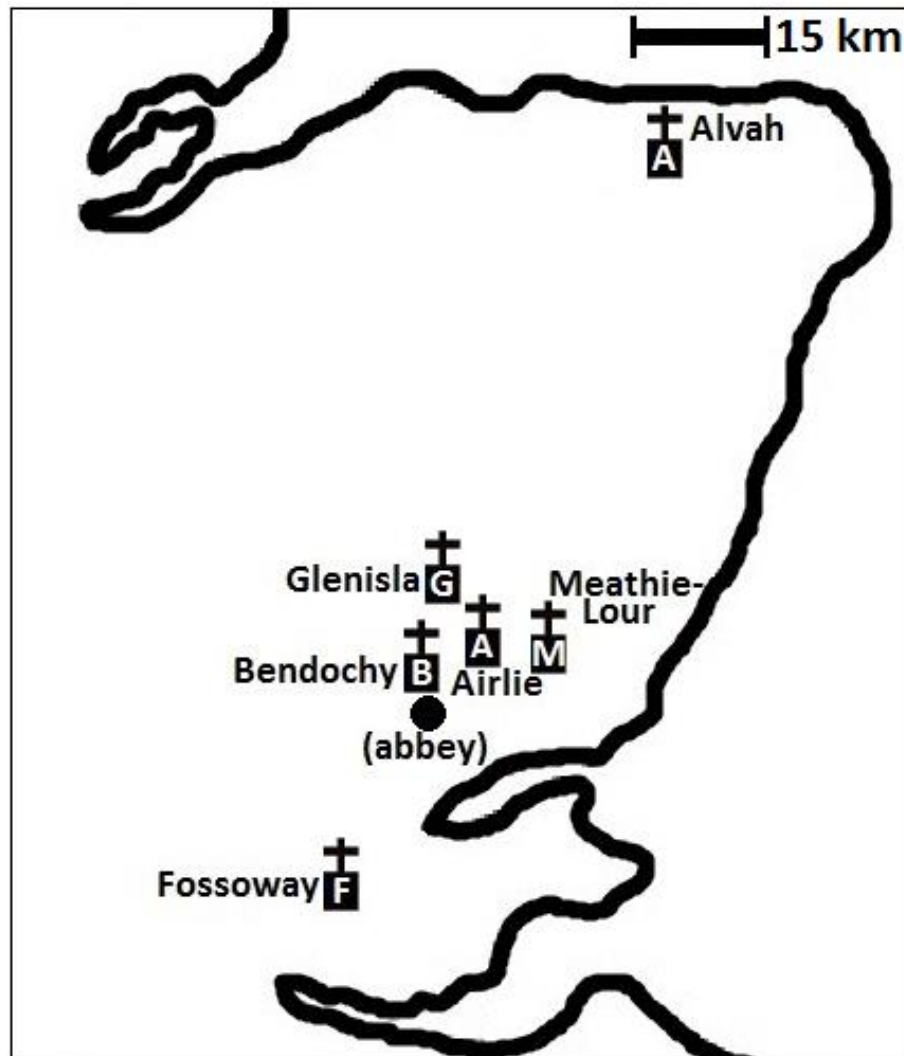 15 km
Alvah
A
Glenisla
G
Meathie-
Lour
A
M
Bendochy
B
Airlie
(abbey)
Fossoway
F